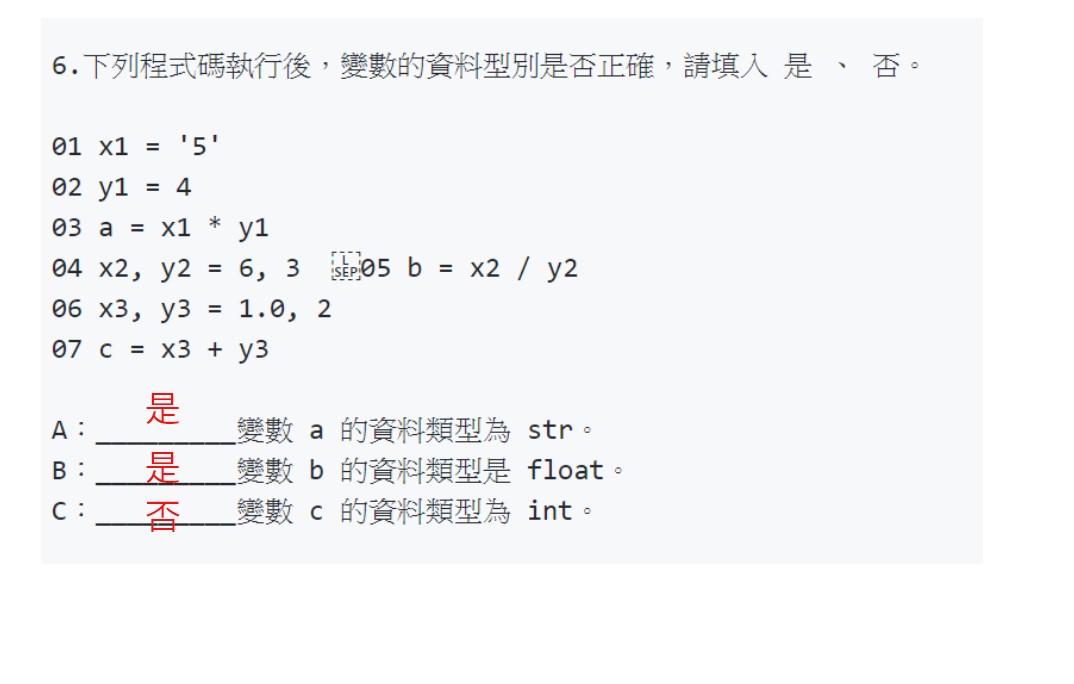 6.下列程式碼執行後，變數的資料型別是否正確，請填入 是 、 否。
01 x1 = '5'
02 y1 = 4
03 a = x1 * y1
04 x2, y2 = 6, 3 LSEP05 b = x2 / y2
06 x3, y3 = 1.0, 2
07 c = x3 + y3
是
A：_________變數 a 的資料類型為 str。
B：___是___變數 b 的資料類型是 float。
C：___否___變數 c 的資料類型為 int。